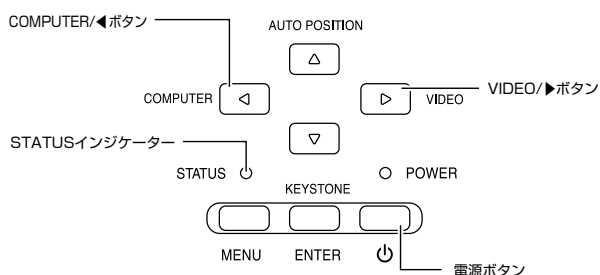 COMPUTER/◀ボタン
AUTO POSITION
COMPUTER
VIDEO
VIDEO/▶ボタン
STATUSインジケーター
STATUS
POWER
KEYSTONE
MENU
ENTER
電源ボタン